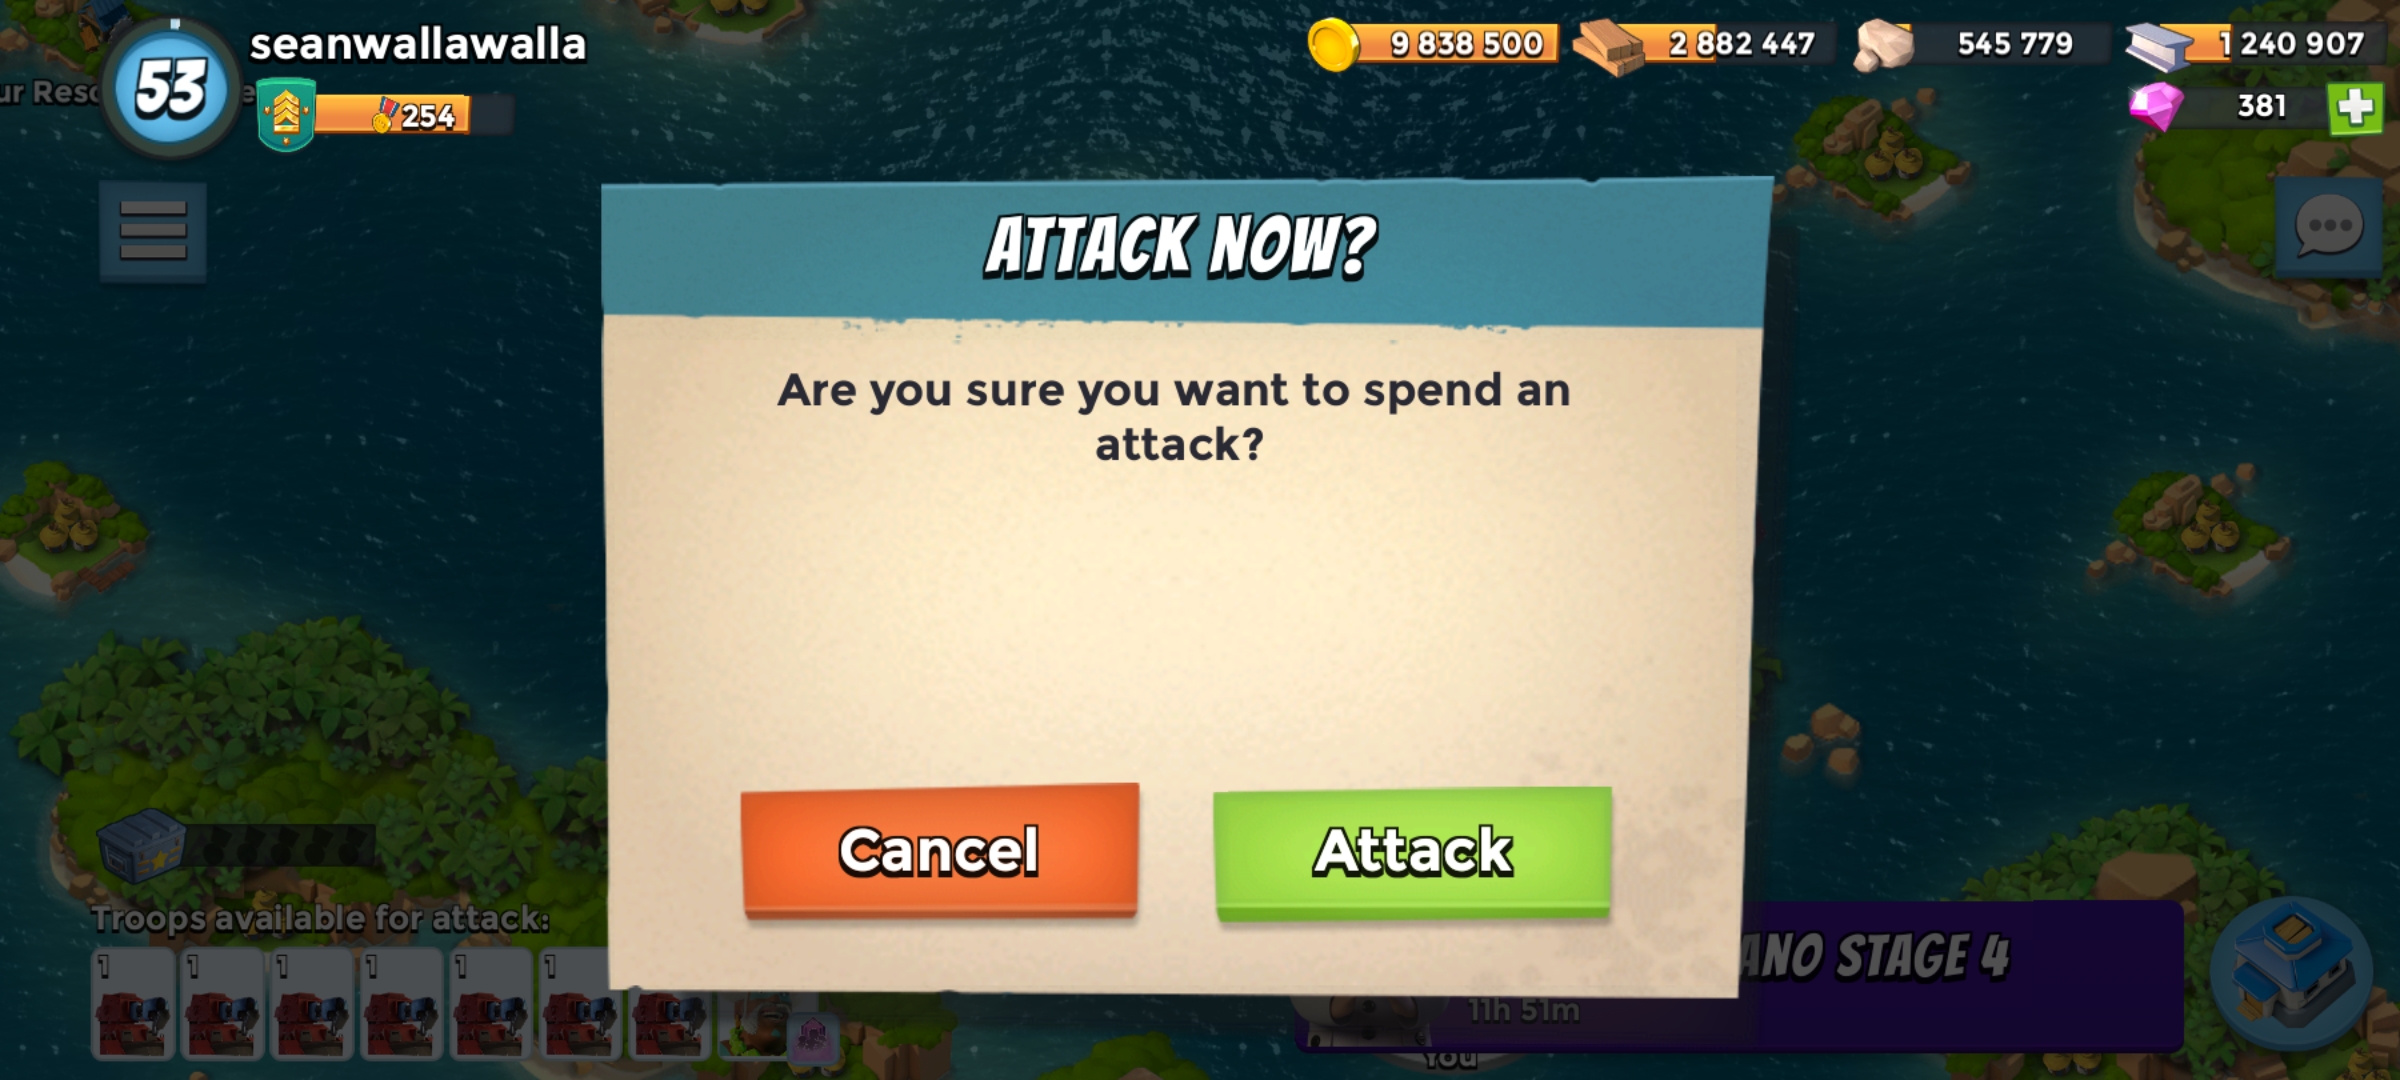 53
seanwallawalla
254
9 838 500
2 882 447
545 779
1 240 907
381
ur Reso
ATTACK NOW?
Are you sure you want to spend an
attack?
Cancel
Attack
Troops available for attack:
1 1 1 1 1 1
ANO STAGE 4
11h 51m
You